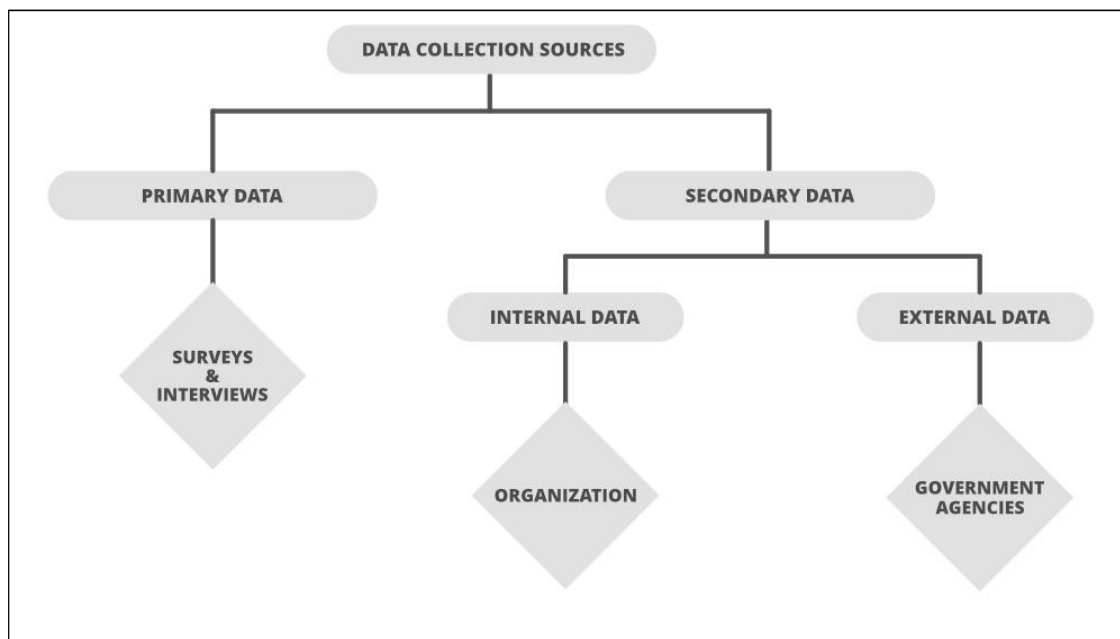 DATA COLLECTION SOURCES
PRIMARY DATA
SECONDARY DATA
INTERNAL DATA
EXTERNAL DATA
SURVEYS
&
INTERVIEWS
ORGANIZATION
GOVERNMENT
AGENCIES